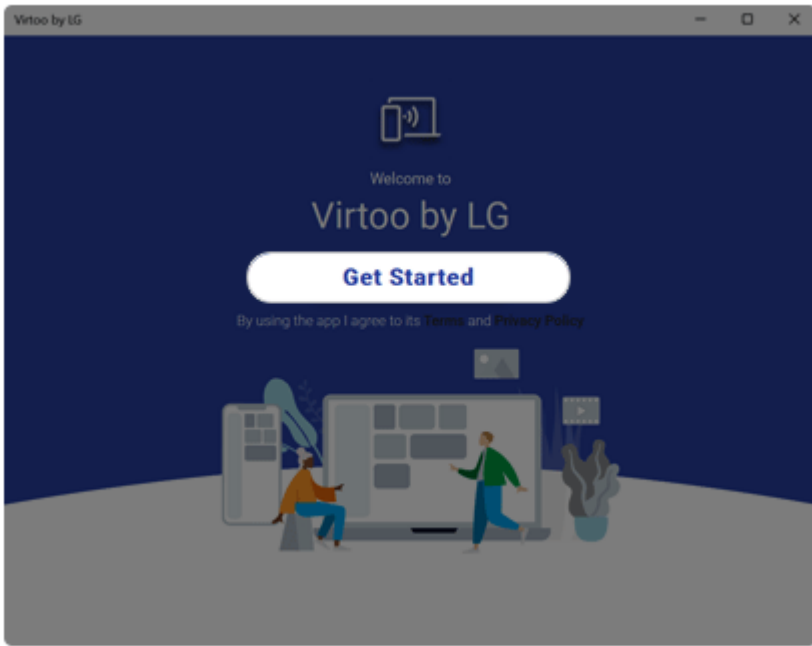 Virtoo by LG
Welcome to
Virtoo by LG
Get Started
By using the app I agree to its Terms and Privacy Policy